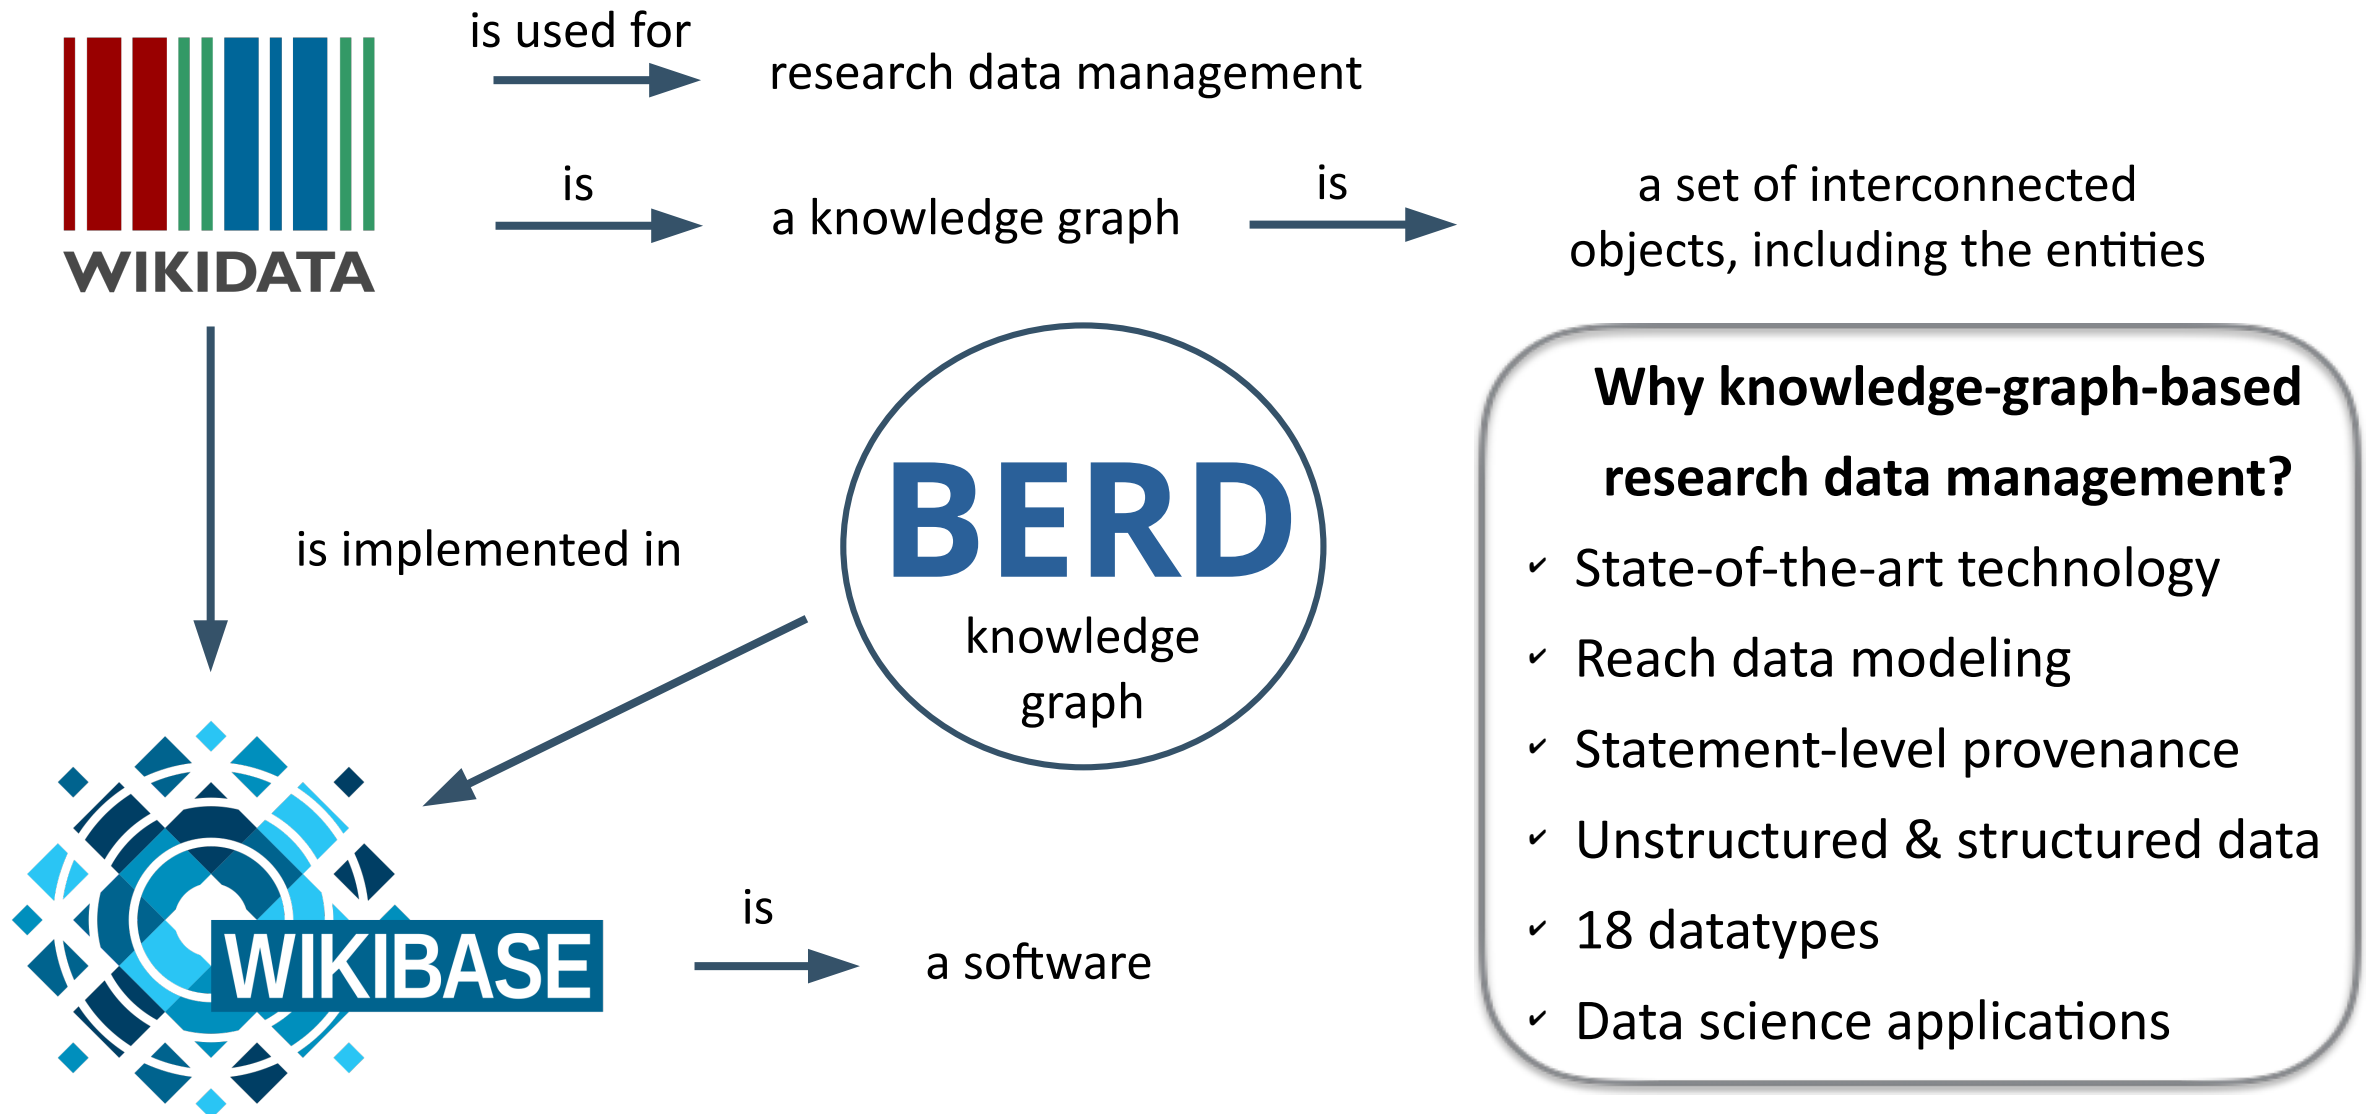 is used for
research data management
WIKIDATA
is
a knowledge graph
is
a set of interconnected
objects, including the entities
is implemented in
BERD
knowledge
graph
WIKIBASE
is
a software
Why knowledge-graph-based
research data management?
✔ State-of-the-art technology
✔ Reach data modeling
✔ Statement-level provenance
✔ Unstructured & structured data
✔ 18 datatypes
✔ Data science applications